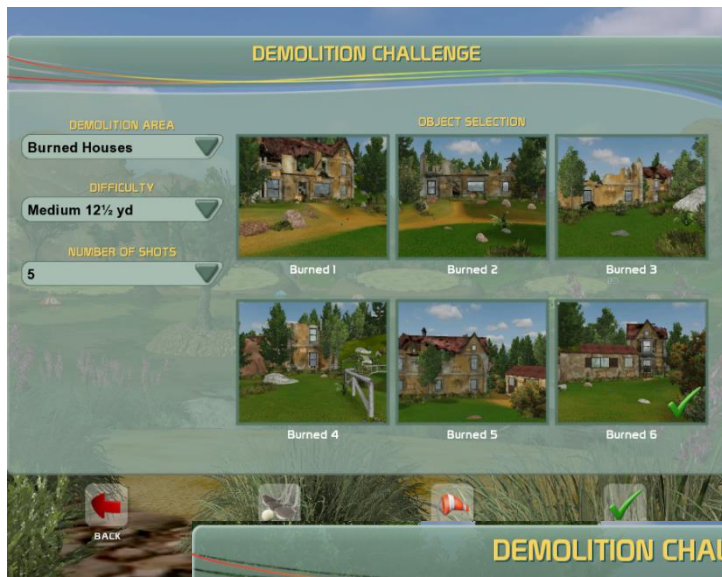 DEMOLITION CHALLENGE
DEMOLITION AREA
Burned Houses
DIFFICULTY
Medium 12½ yd
NUMBER OF SHOTS
5
OBJECT SELECTION
Burned 1
Burned 2
Burned 3
Burned 4
Burned 5
Burned 6
BACK
DEMOLITION CHAL